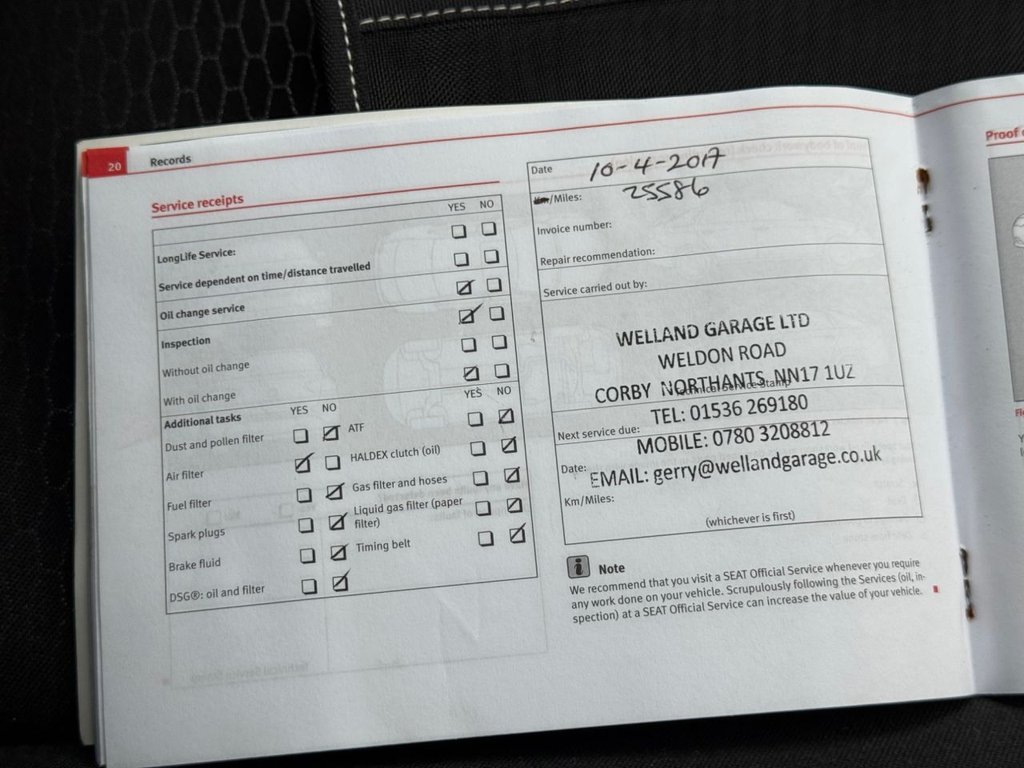 20 Records
Service receipts
YES NO
LongLife Service:
Service dependent on time/distance travelled
Oil change service
Inspection
Without oil change
With oil change
Additional tasks
YES NO
Dust and pollen filter
Air filter
Fuel filter
Spark plugs
Brake fluid
DSG®: oil and filter
YES NO
ATF
HALDEX clutch (oil)
Gas filter and hoses
Liquid gas filter (paper
filter)
Timing belt
Date 10-4-2017
Km/Miles: 25586
Invoice number:
Repair recommendation:
Service carried out by:
WELLAND GARAGE LTD
WELDON ROAD
CORBY NORTHANTS NN17 1UZ
Technical Service Stamp
TEL: 01536 269180
Next service due:
MOBILE: 0780 3208812
Date:
EMAIL: gerry@wellandgarage.co.uk
Km/Miles:
(whichever is first)
i Note
We recommend that you visit a SEAT Official Service whenever you require
any work done on your vehicle. Scrupulously following the Services (oil, in-
spection) at a SEAT Official Service can increase the value of your vehicle.
Proof